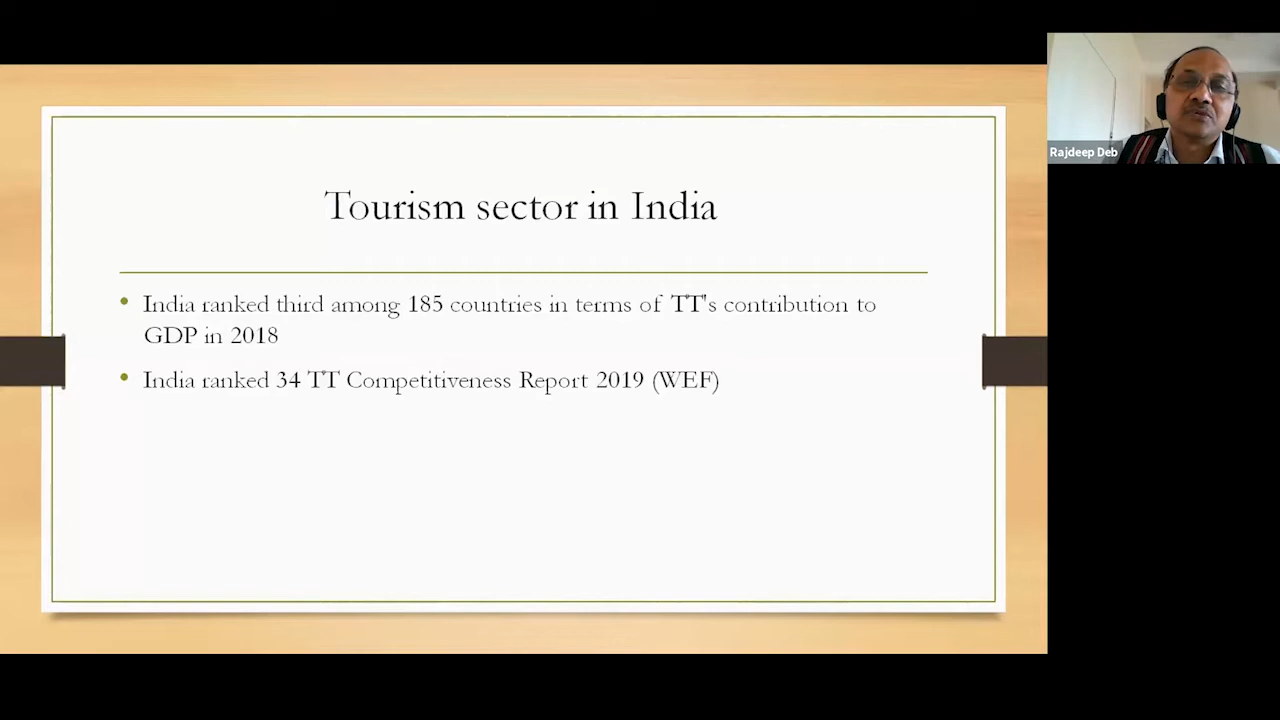 Tourism sector in India
• India ranked third among 185 countries in terms of TT's contribution to
GDP in 2018
• India ranked 34 TT Competitiveness Report 2019 (WEF)
Rajdeep Deb